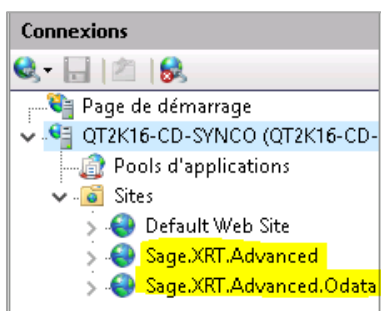 Connexions
Page de démarrage
QT2K16-CD-SYNCO (QT2K16-CD-
Pools d'applications
Sites
Default Web Site
Sage.XRT.Advanced
Sage.XRT.Advanced.Odata